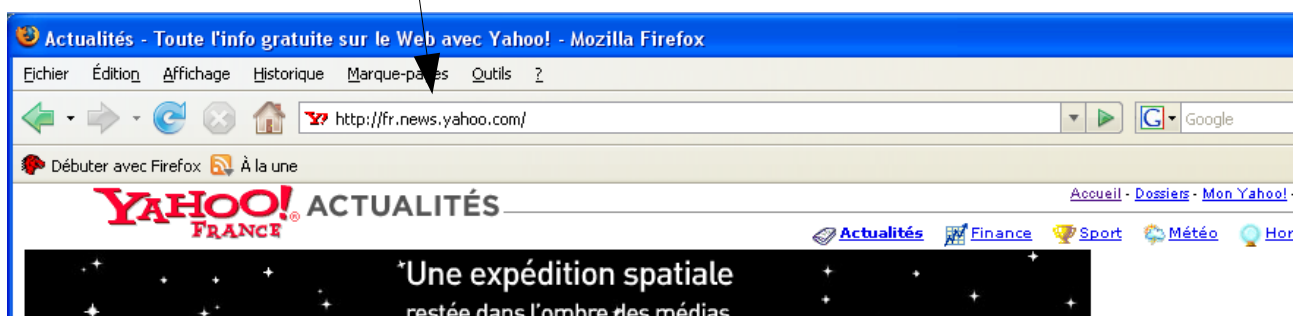 Actualités - Toute l'info gratuite sur le Web avec Yahoo! - Mozilla Firefox
Fichier Édition Affichage Historique Marque-pages Outils ?
Y! http://fr.news.yahoo.com/ G Google
Débuter avec Firefox À la une
YAHOO!® ACTUALITÉS Accueil - Dossiers - Mon Yahoo! -
FRANCE
Actualités Finance Sport Météo Hor
Une expédition spatiale
restée dans l'ombre des médias